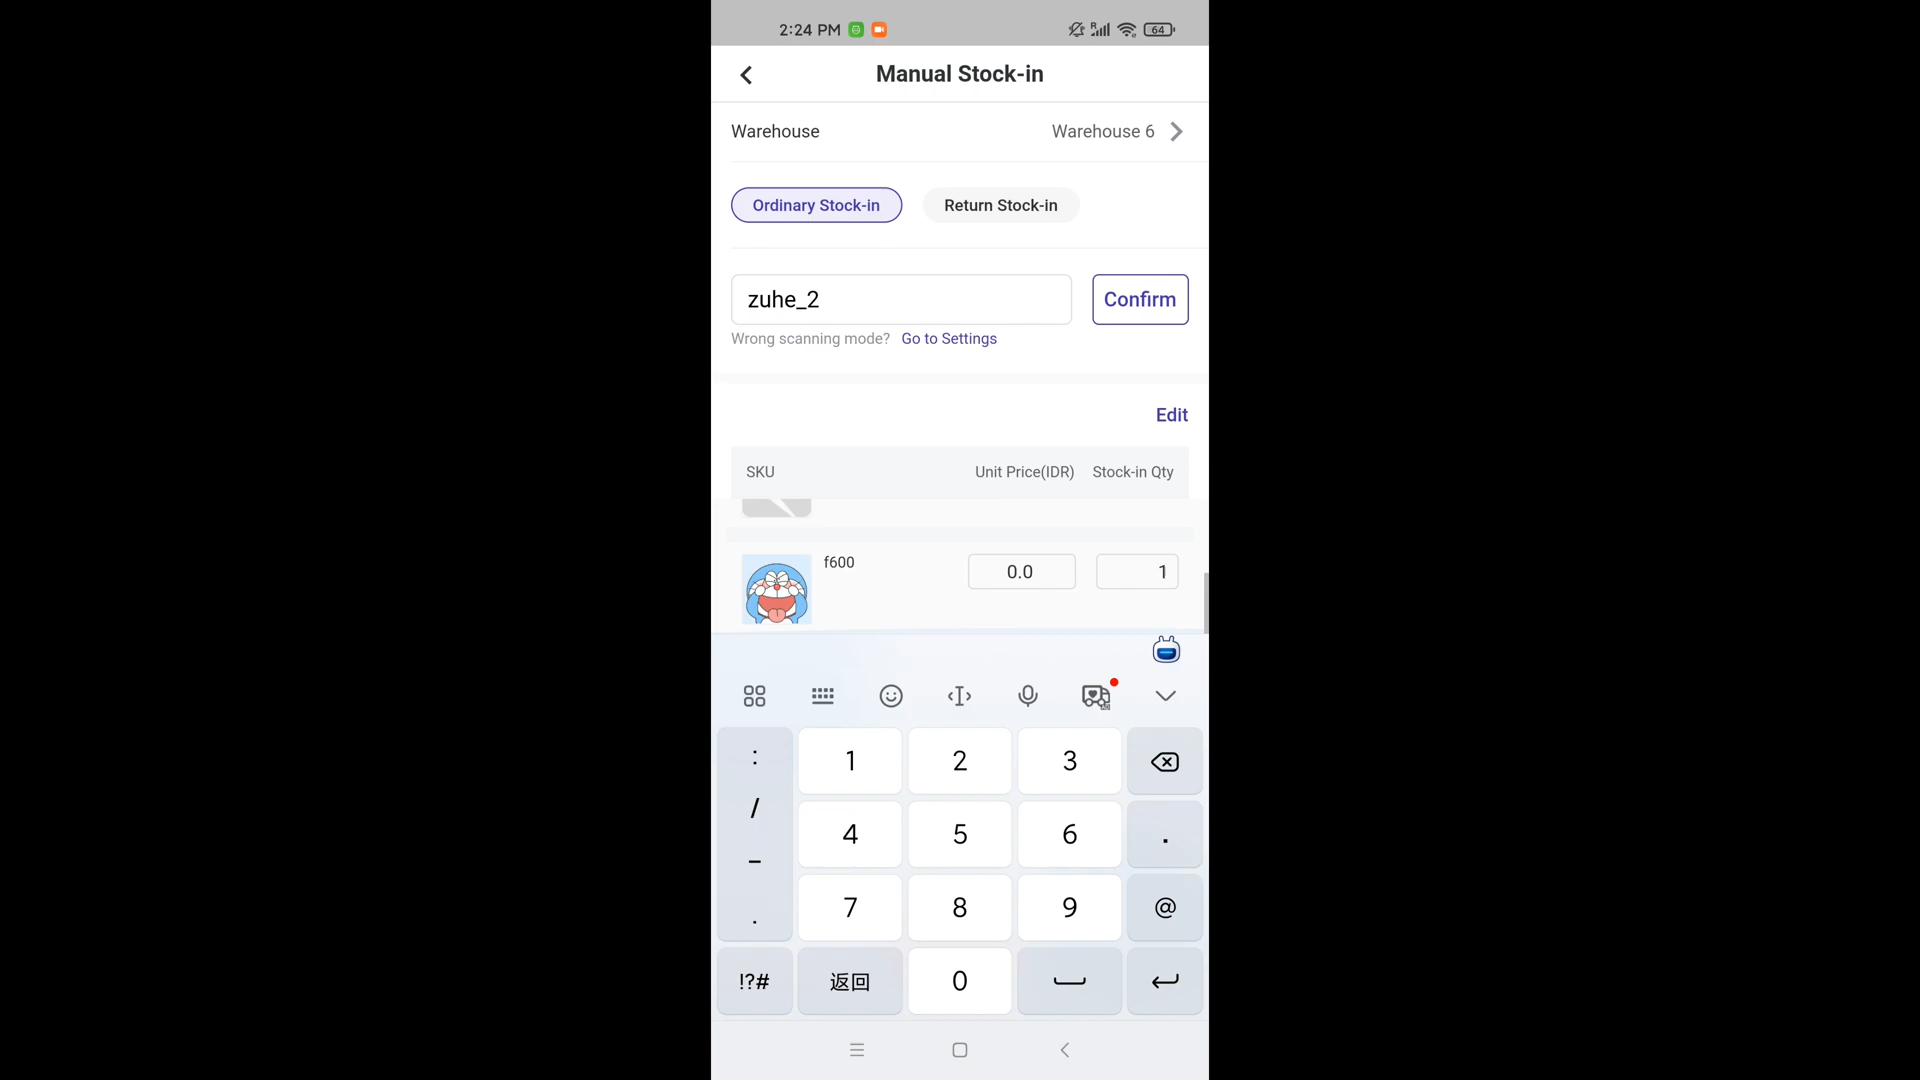 2:24 PM
R
64
Manual Stock-in
Warehouse
Warehouse 6
Ordinary Stock-in
Return Stock-in
zuhe_2
Confirm
Wrong scanning mode? Go to Settings
Edit
SKU
Unit Price(IDR)
Stock-in Qty
f600
0.0
1
: 1 2 3
/
4 5 6 .
-
7 8 9 @
.
!?# 返回 0